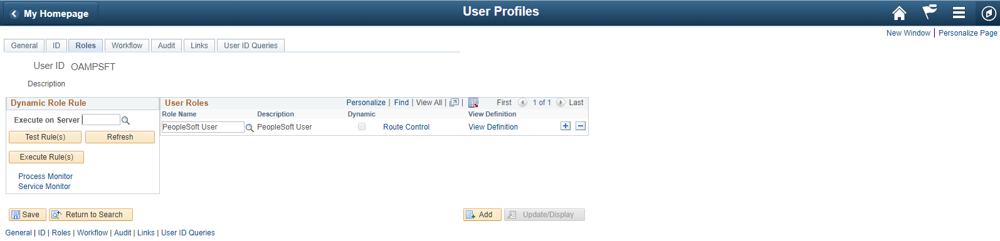 My Homepage
User Profiles
New Window | Personalize Page
General ID Roles Workflow Audit Links User ID Queries
User ID OAMPSFT
Description
Dynamic Role Rule
Execute on Server
Test Rule(s) Refresh
Execute Rule(s)
Process Monitor
Service Monitor
User Roles Personalize | Find | View All | | First 1 of 1 Last
Role Name Description Dynamic View Definition
PeopleSoft User PeopleSoft User Route Control View Definition
Save Return to Search Add Update/Display
General | ID | Roles | Workflow | Audit | Links | User ID Queries